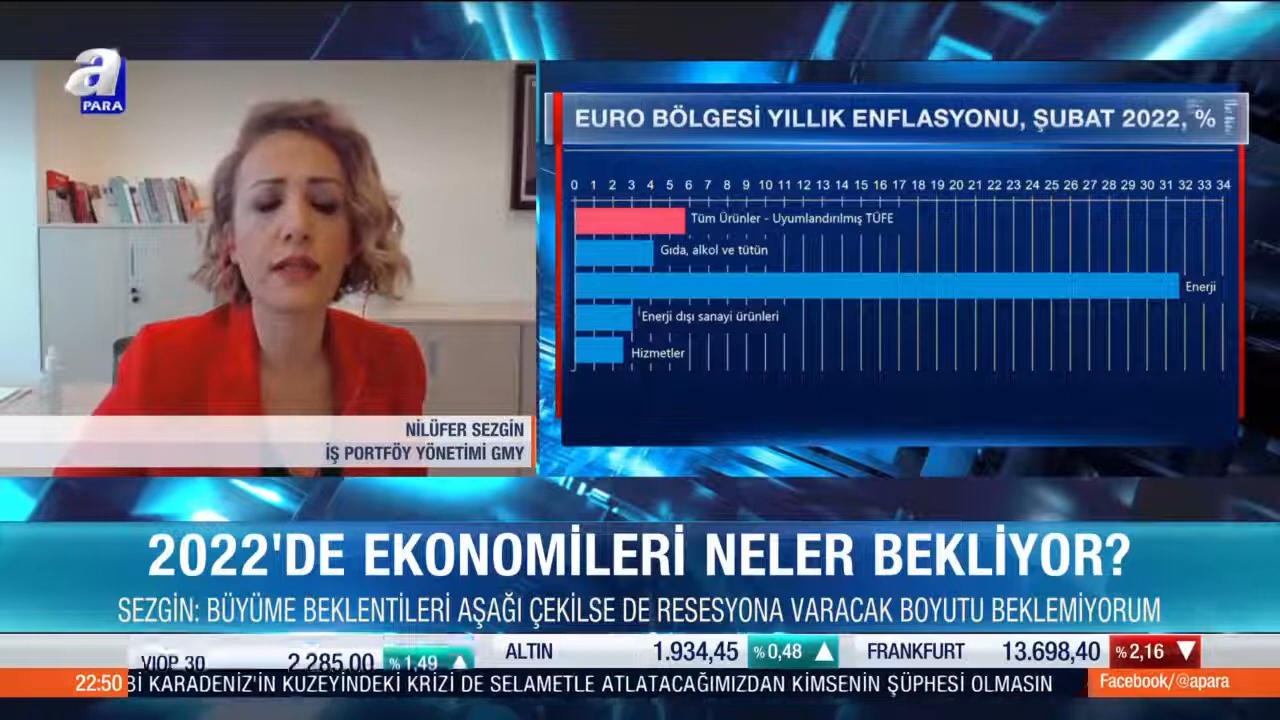 a
PARA
EURO BÖLGESİ YILLIK ENFLASYONU, ŞUBAT 2022, %
0 1 2 3 4 5 6 7 8 9 10 11 12 13 14 15 16 17 18 19 20 21 22 23 24 25 26 27 28 29 30 31 32 33 34
Tüm Ürünler - Uyumlandırılmış TÜFE
Gıda, alkol ve tütün
Enerji
Enerji dışı sanayi ürünleri
Hizmetler
NİLÜFER SEZGİN
İŞ PORTFÖY YÖNETİMİ GMY
2022'DE EKONOMİLERİ NELER BEKLİYOR?
SEZGİN: BÜYÜME BEKLENTİLERİ AŞAĞI ÇEKİLSE DE RESESYONA VARACAK BOYUTU BEKLEMİYORUM
VIOP 30 2.285,00 %1,49 ALTIN 1.934,45 %0,48 FRANKFURT 13.698,40 %2,16
22:50 Bİ KARADENİZ'İN KUZEYİNDEKİ KRİZİ DE SELAMETLE ATLATACAĞIMIZDAN KİMSENİN ŞÜPHESİ OLMASIN Facebook/@apara